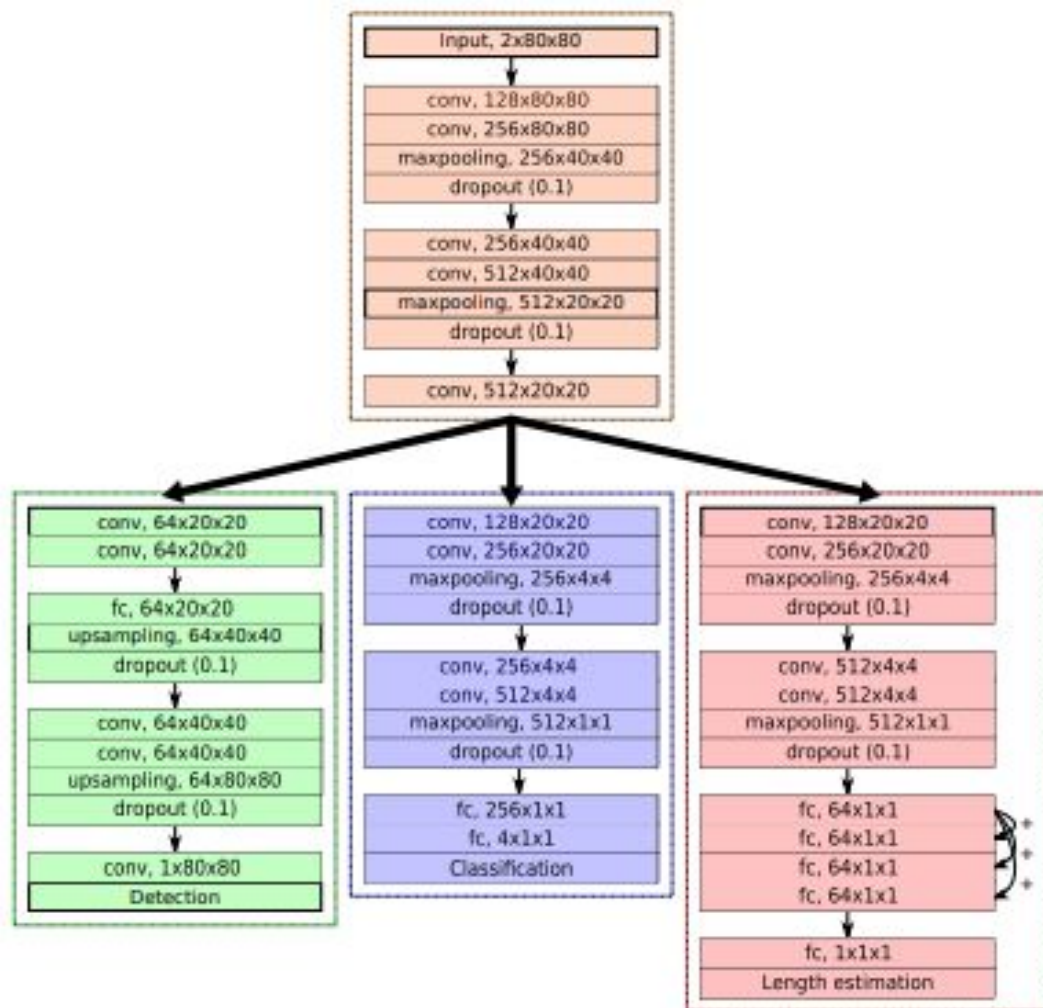 Input, 2x80x80
conv, 128x80x80
conv, 256x80x80
maxpooling, 256x40x40
dropout (0.1)
conv, 256x40x40
conv, 512x40x40
maxpooling, 512x20x20
dropout (0.1)
conv, 512x20x20
conv, 64x20x20
conv, 64x20x20
fc, 64x20x20
upsampling, 64x40x40
dropout (0.1)
conv, 64x40x40
conv, 64x40x40
upsampling, 64x80x80
dropout (0.1)
conv, 1x80x80
Detection
conv, 128x20x20
conv, 256x20x20
maxpooling, 256x4x4
dropout (0.1)
conv, 256x4x4
conv, 512x4x4
maxpooling, 512x1x1
dropout (0.1)
fc, 256x1x1
fc, 4x1x1
Classification
conv, 128x20x20
conv, 256x20x20
maxpooling, 256x4x4
dropout (0.1)
conv, 512x4x4
conv, 512x4x4
maxpooling, 512x1x1
dropout (0.1)
fc, 64x1x1
fc, 64x1x1
fc, 64x1x1
fc, 64x1x1
+
+
+
fc, 1x1x1
Length estimation